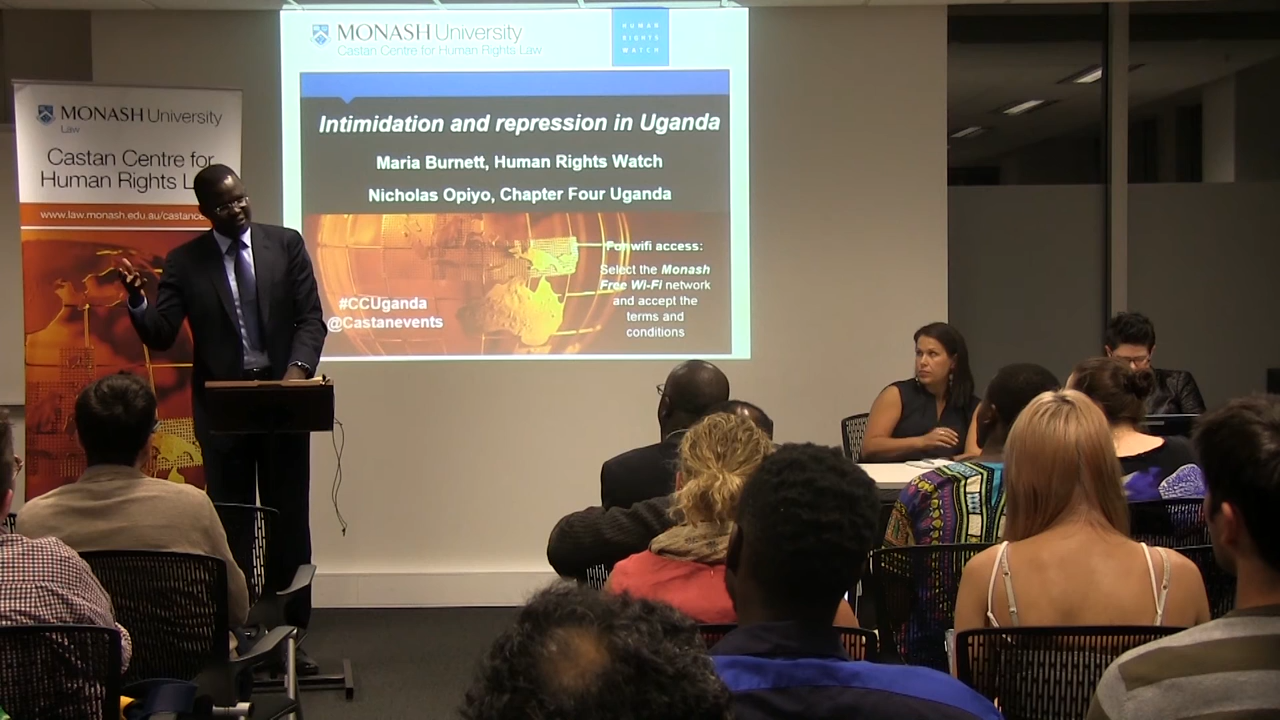 MONASH University
Law
Castan Centre for
Human Rights L
www.law.monash.edu.au/castance
MONASH University
Castan Centre for Human Rights Law
HUMAN
RIGHTS
WATCH
Intimidation and repression in Uganda
Maria Burnett, Human Rights Watch
Nicholas Opiyo, Chapter Four Uganda
#CCUganda
@Castanevents
For wifi access:
Select the Monash
Free Wi-Fi network
and accept the
terms and
conditions